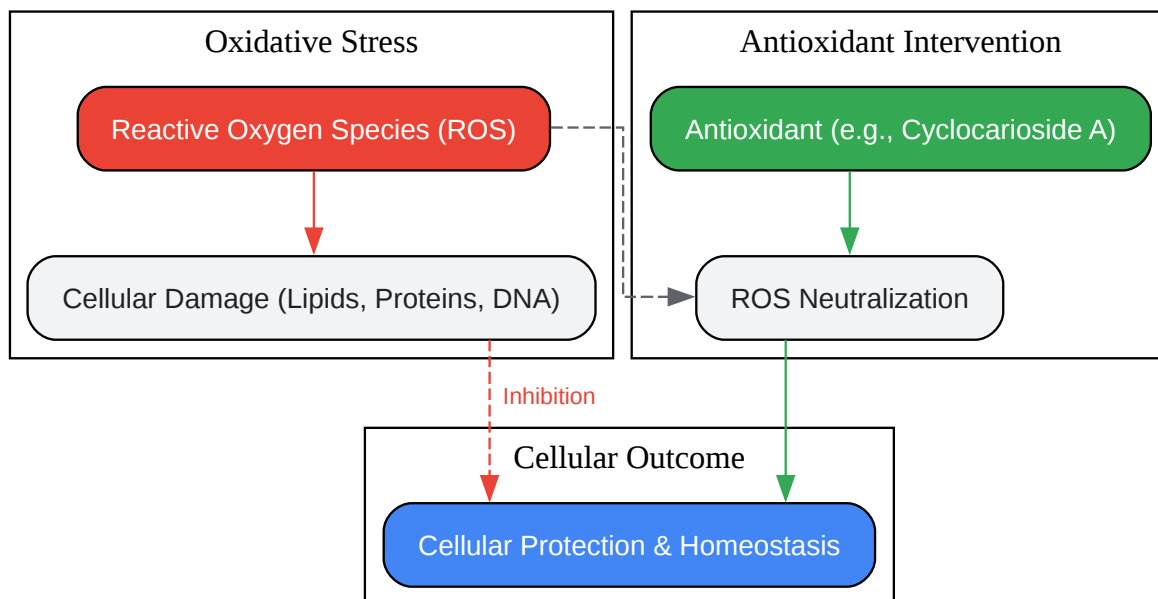 Oxidative Stress
Reactive Oxygen Species (ROS)
Cellular Damage (Lipids, Proteins, DNA)
Antioxidant Intervention
Antioxidant (e.g., Cyclocarioside A)
ROS Neutralization
Inhibition
Cellular Outcome
Cellular Protection & Homeostasis